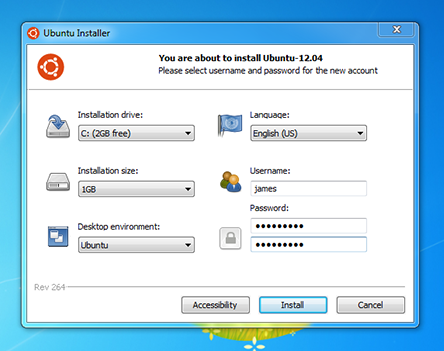 Ubuntu Installer
You are about to install Ubuntu-12.04
Please select username and password for the new account
Installation drive:
C: (2GB free)
Language:
English (US)
Installation size:
1GB
Username:
james
Password:
●●●●●●●●●
Desktop environment:
Ubuntu
●●●●●●●●●
Rev 264
Accessibility
Install
Cancel